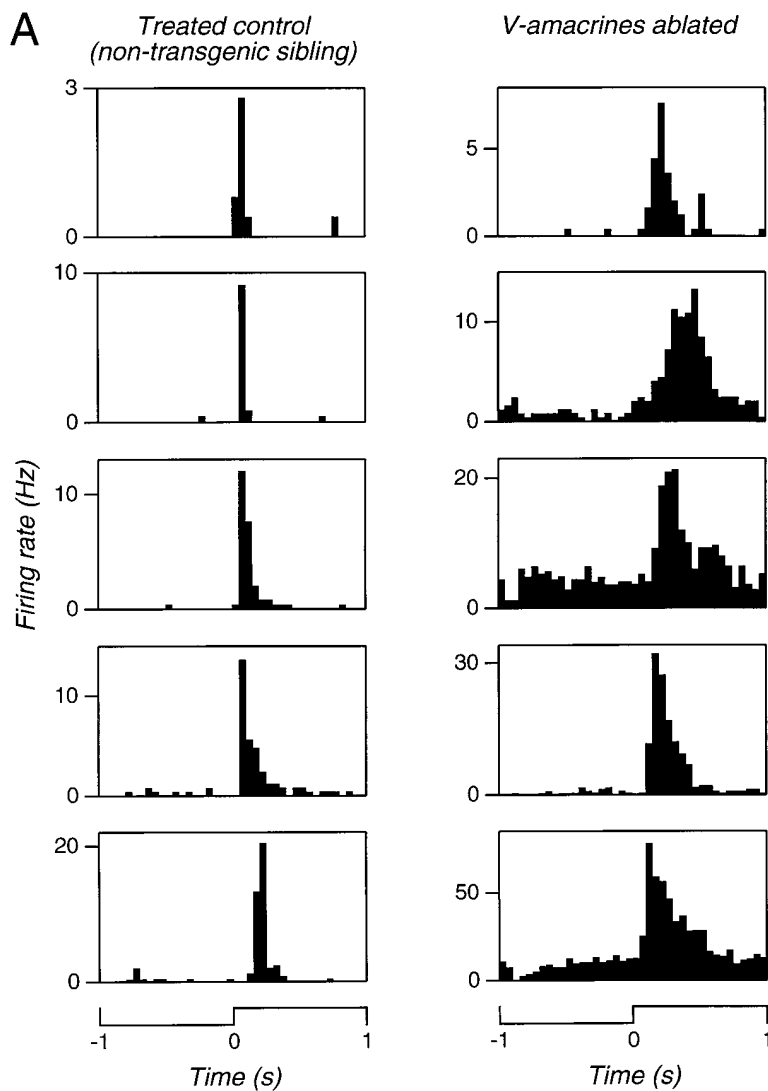 A
Treated control
(non-transgenic sibling)
V-amacrines ablated
Firing rate (Hz)
3
0
5
0
10
0
10
0
10
0
20
0
10
0
30
0
20
0
50
0
-1 0 1
-1 0 1
Time (s)
Time (s)